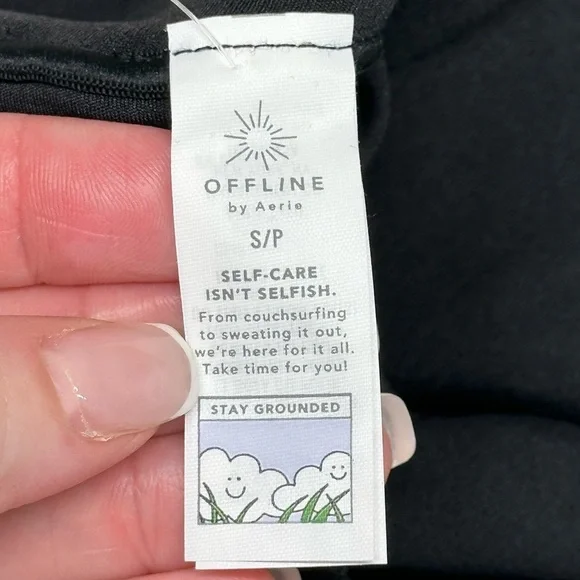 OFFLINE
by Aerie
S/P
SELF-CARE
ISN'T SELFISH.
From couchsurfing
to sweating it out,
we're here for it all.
Take time for you!
STAY GROUNDED